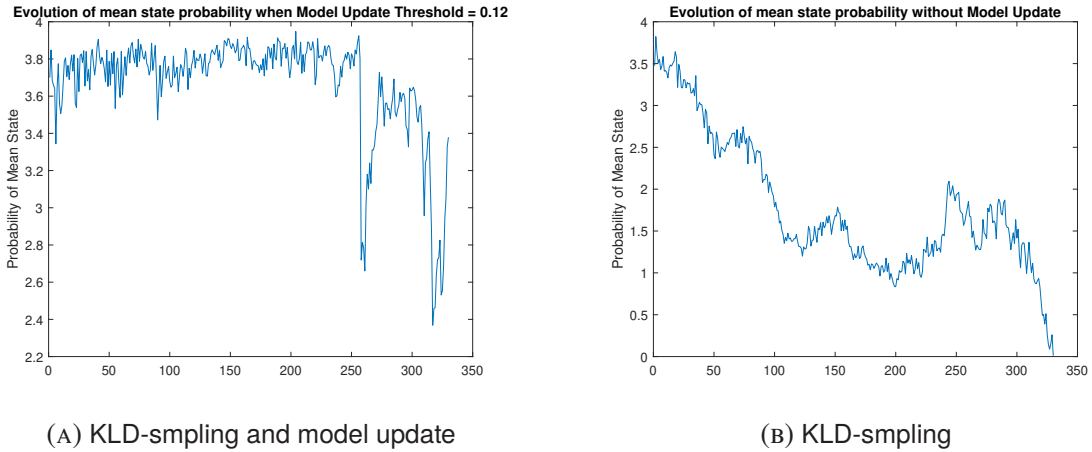 Evolution of mean state probability when Model Update Threshold = 0.12
Probability of Mean State
4
3.8
3.6
3.4
3.2
3
2.8
2.6
2.4
2.2
0 50 100 150 200 250 300 350
(A) KLD-smpling and model update
Evolution of mean state probability without Model Update
Probability of Mean State
4
3.5
3
2.5
2
1.5
1
0.5
0
0 50 100 150 200 250 300 350
(B) KLD-smpling